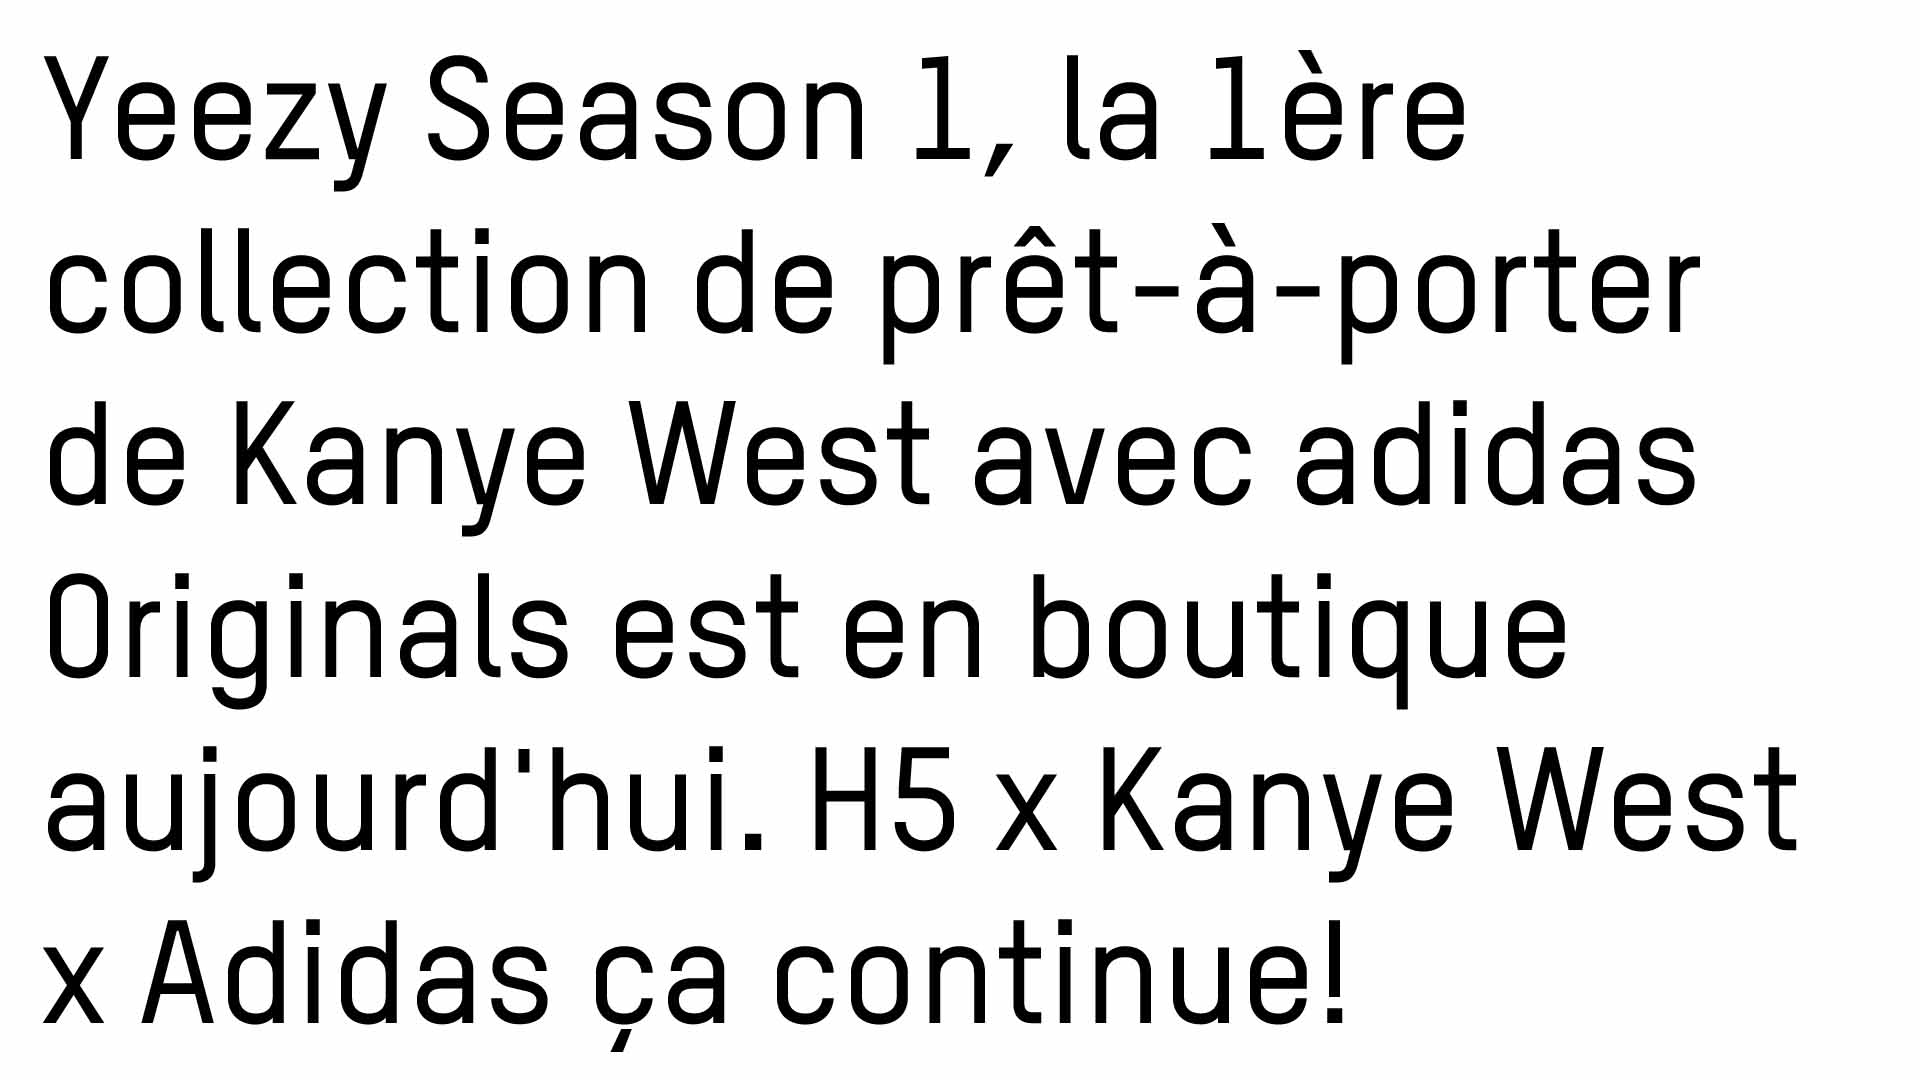 Yeezy Season 1, la 1ère
collection de prêt-à-porter
de Kanye West avec adidas
Originals est en boutique
aujourd'hui. H5 x Kanye West
x Adidas ça continue!